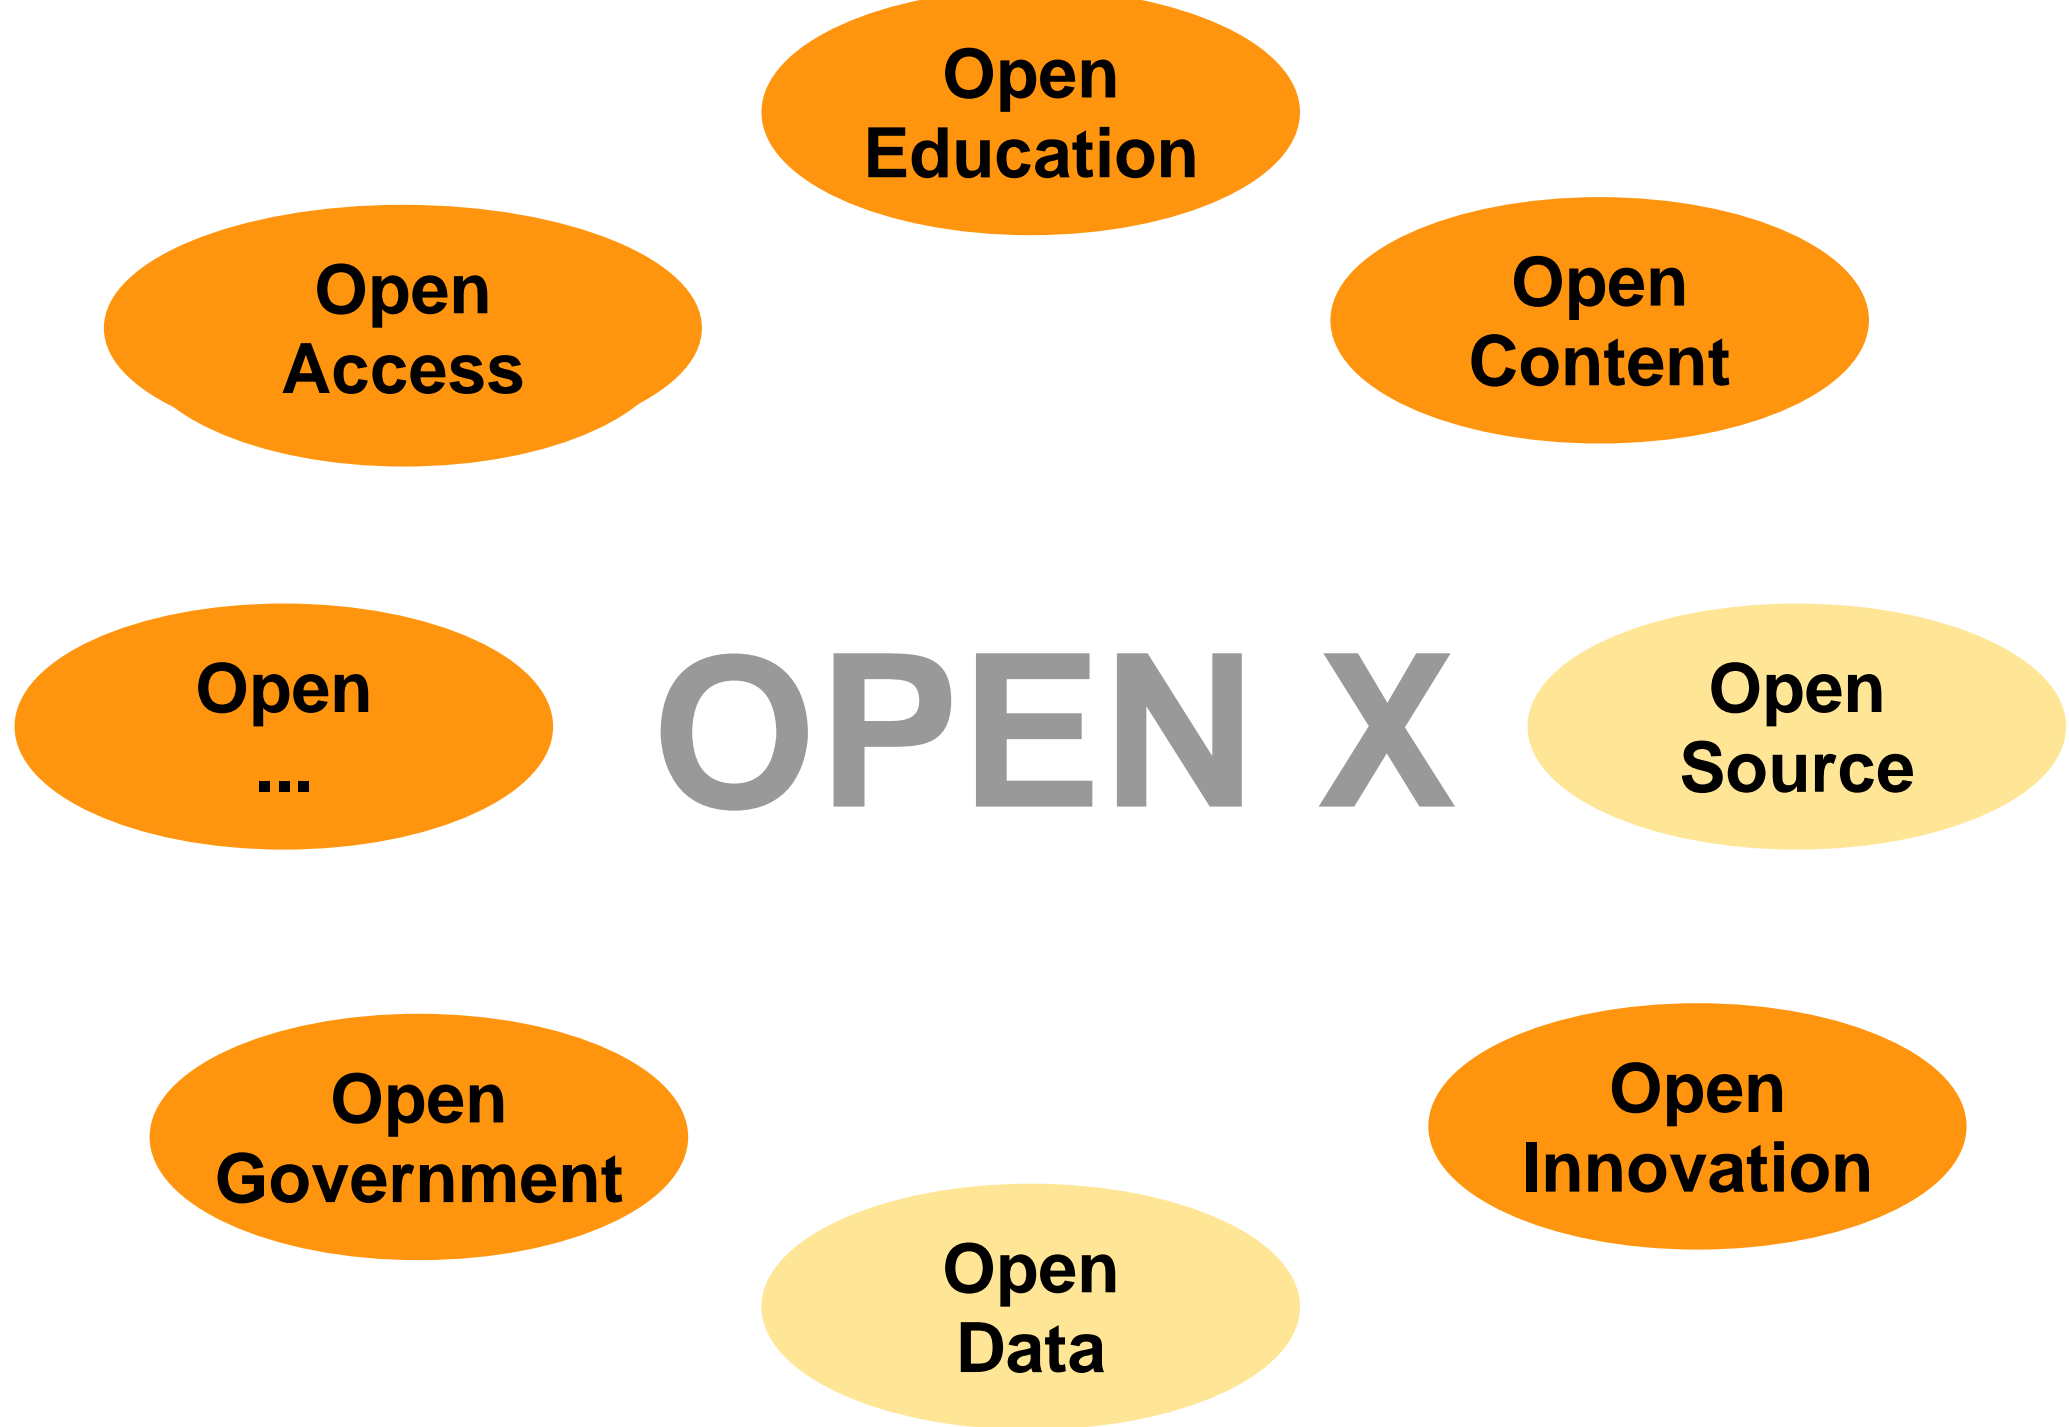 Open
Education
Open
Access
Open
Content
Open
...
OPEN X
Open
Source
Open
Government
Open
Innovation
Open
Data